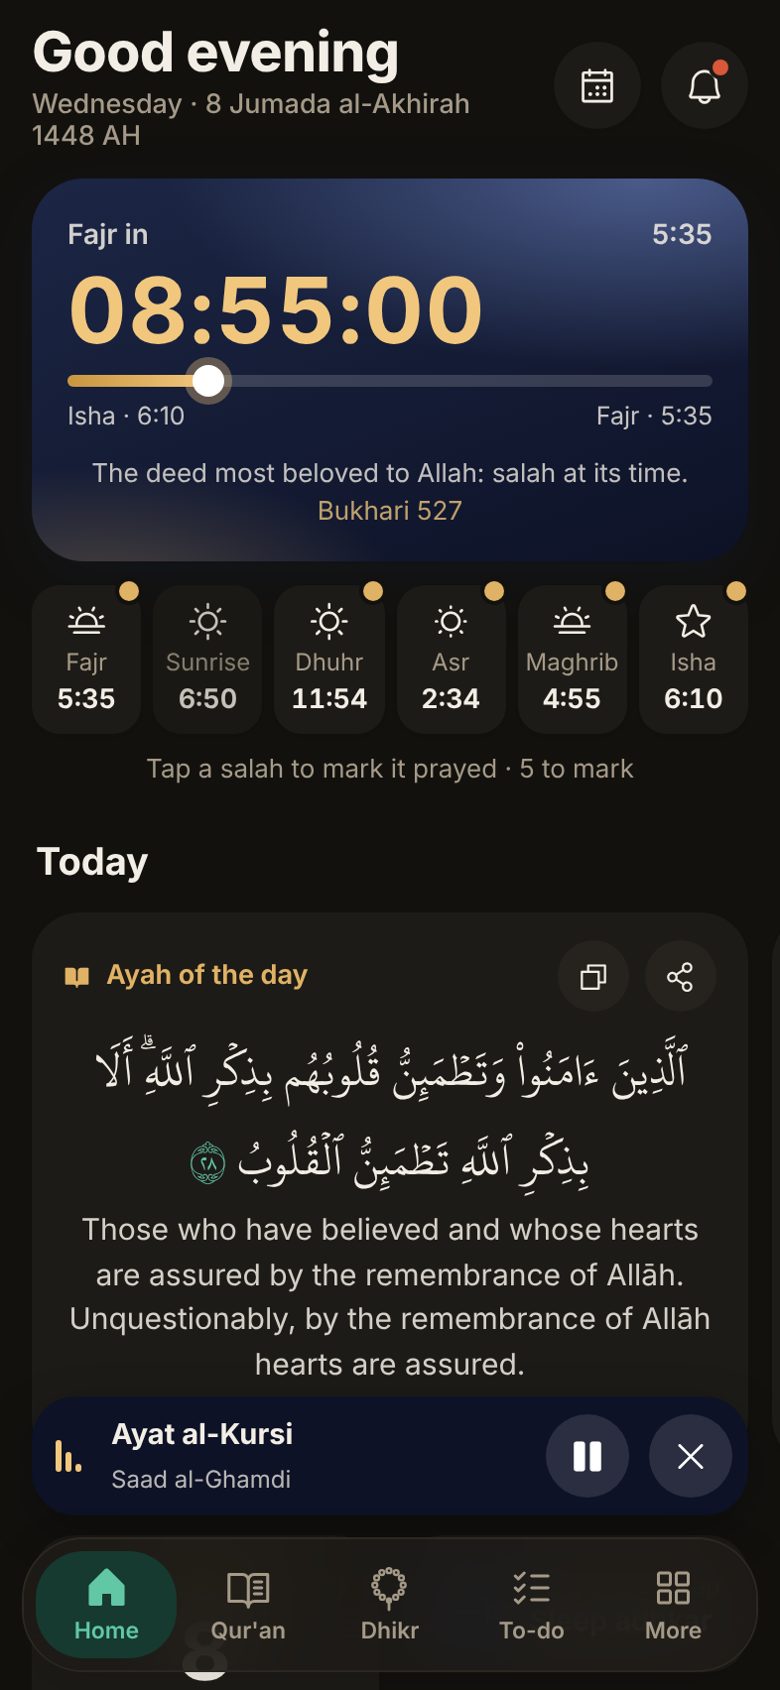 Good evening
Wednesday · 8 Jumada al-Akhirah
1448 AH
Fajr in
5:35
08:55:00
Isha · 6:10
Fajr · 5:35
The deed most beloved to Allah: salah at its time.
Bukhari 527
Fajr
5:35
Sunrise
6:50
Dhuhr
11:54
Asr
2:34
Maghrib
4:55
Isha
6:10
Tap a salah to mark it prayed · 5 to mark
Today
Ayah of the day
ٱلَّذِينَ ءَامَنُوا۟ وَتَطْمَئِنُّ قُلُوبُهُم بِذِكْرِ ٱللَّهِ ۗ أَلَا
بِذِكْرِ ٱللَّهِ تَطْمَئِنُّ ٱلْقُلُوبُ ٢٨
Those who have believed and whose hearts
are assured by the remembrance of Allāh.
Unquestionably, by the remembrance of Allāh
hearts are assured.
Ayat al-Kursi
Saad al-Ghamdi
8
Home
Qur'an
Dhikr
To-do
More